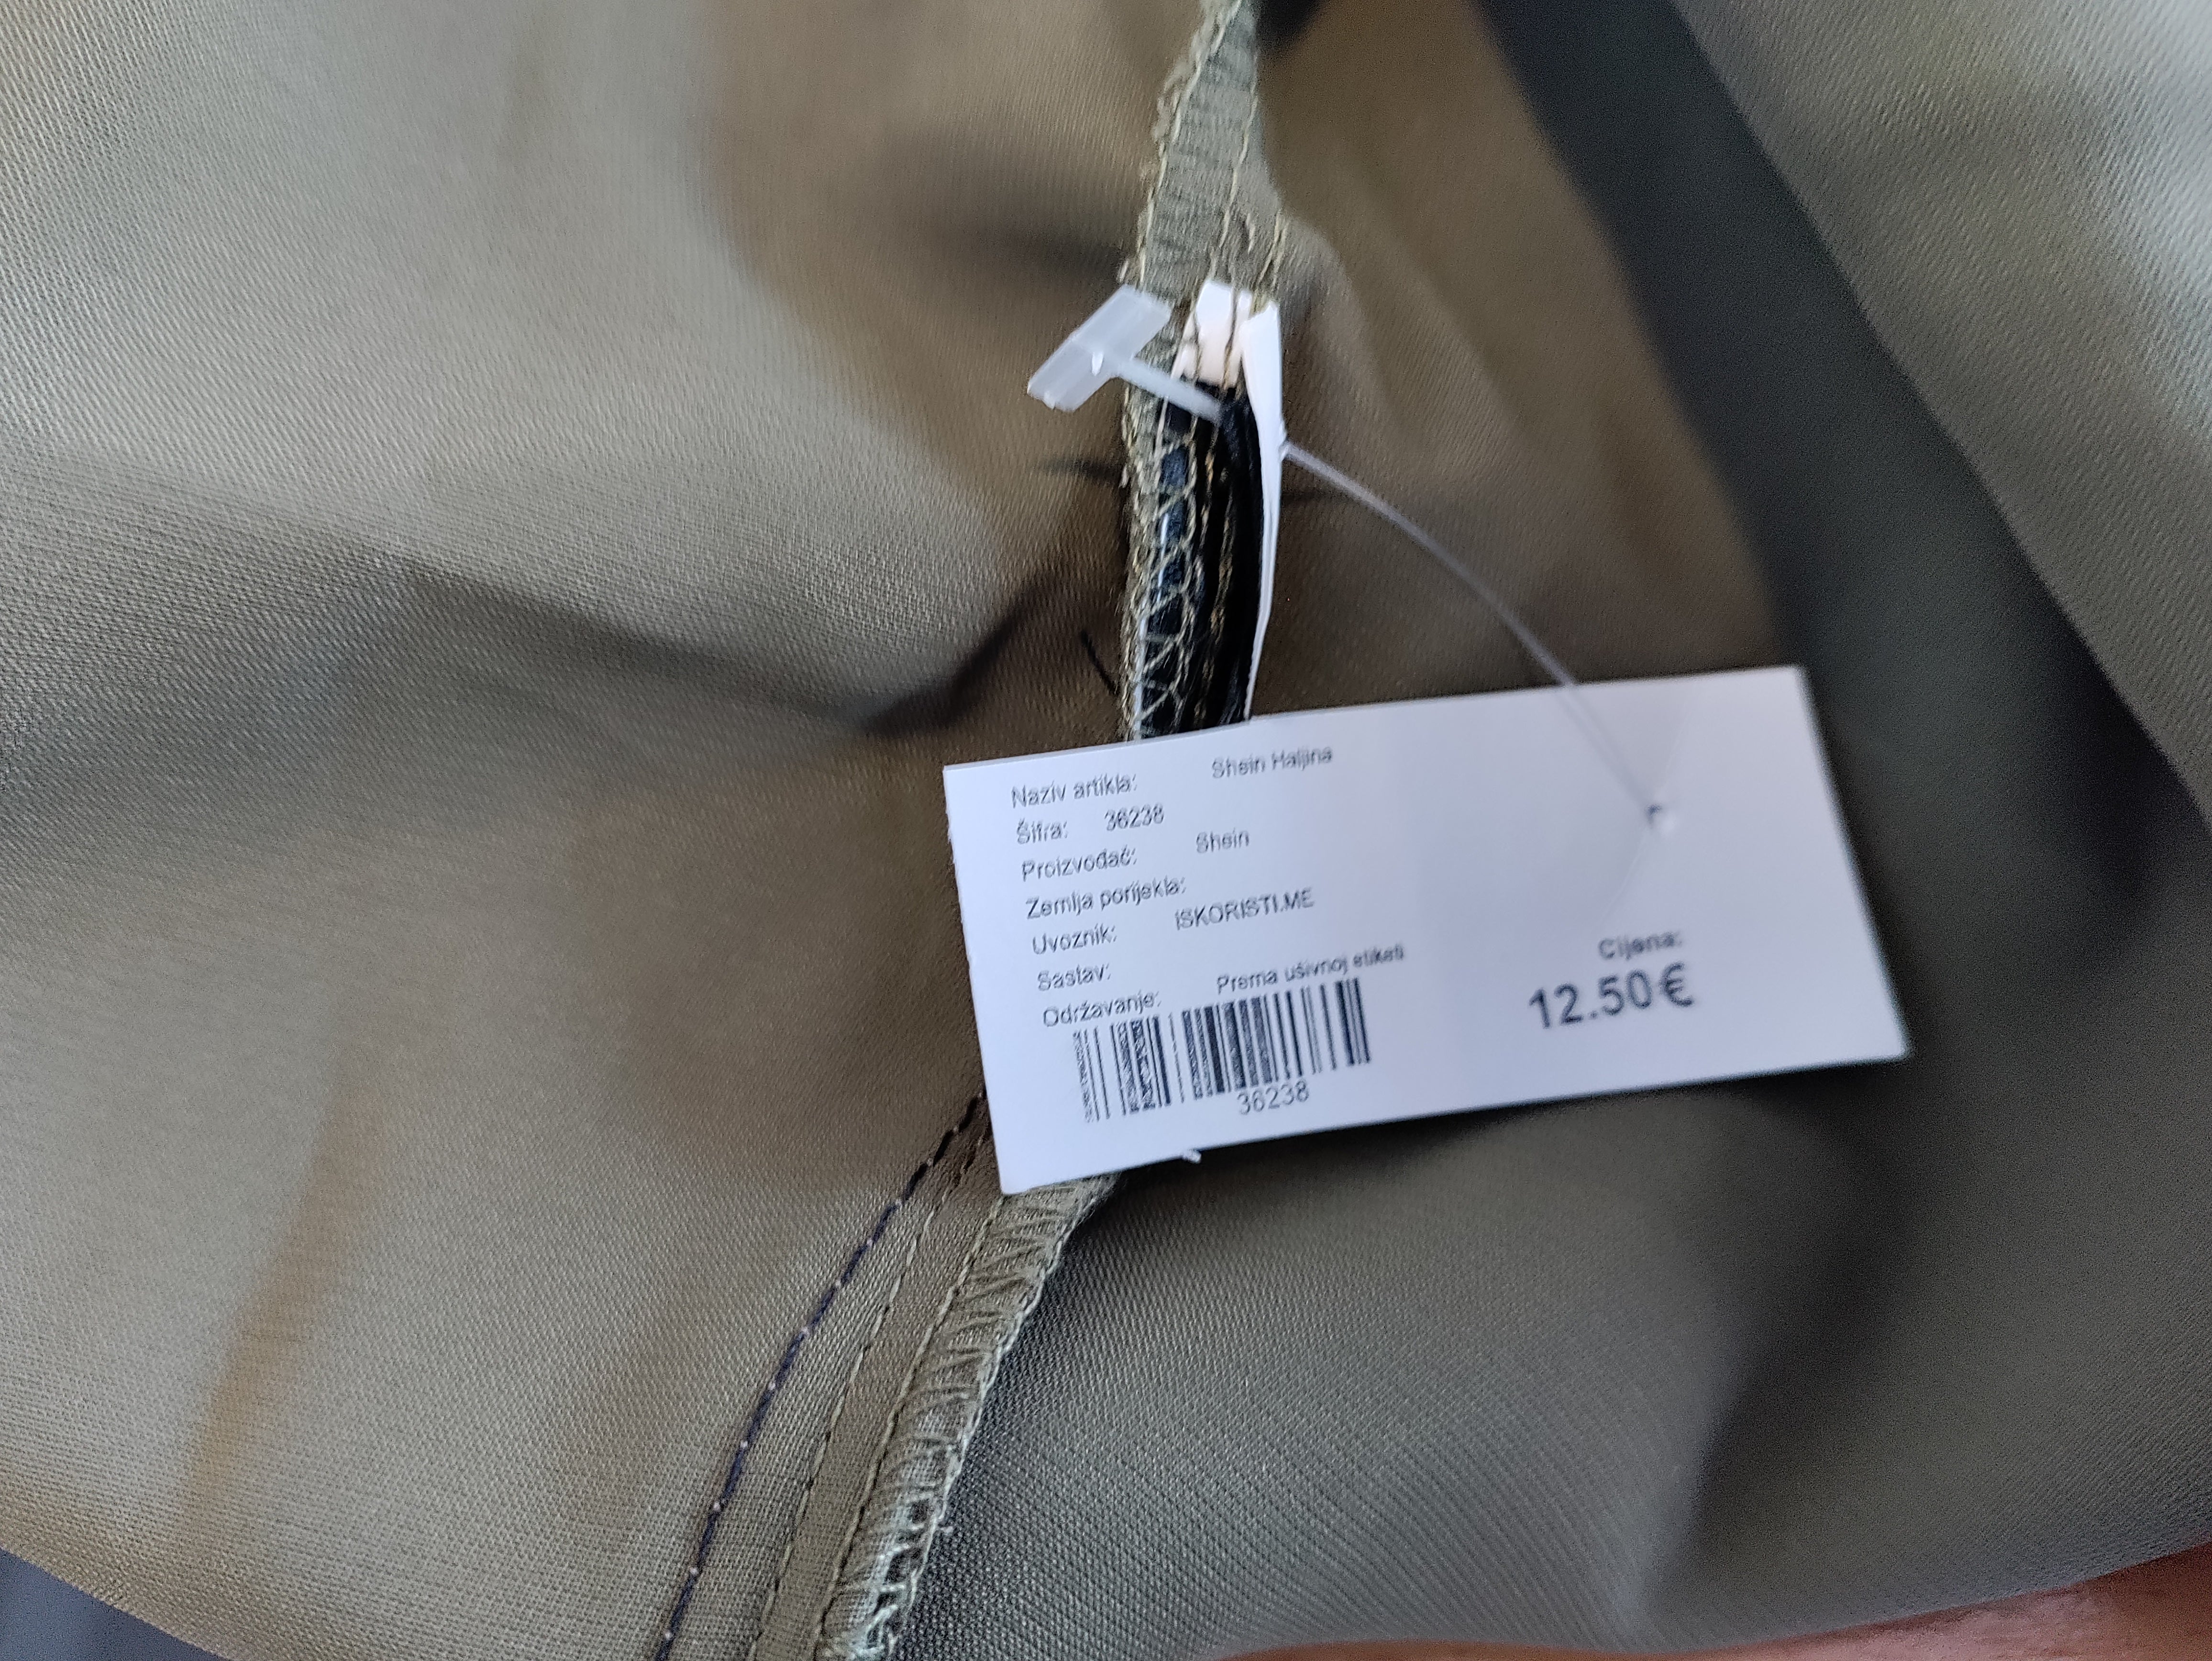 Naziv artikla: Shein Haljina
Šifra: 36238
Proizvođač: Shein
Zemlja porijekla:
Uvoznik: ISKORISTI.ME
Sastav:
Održavanje: Prema ušivnoj etiketi
36238
Cijena:
12.50€